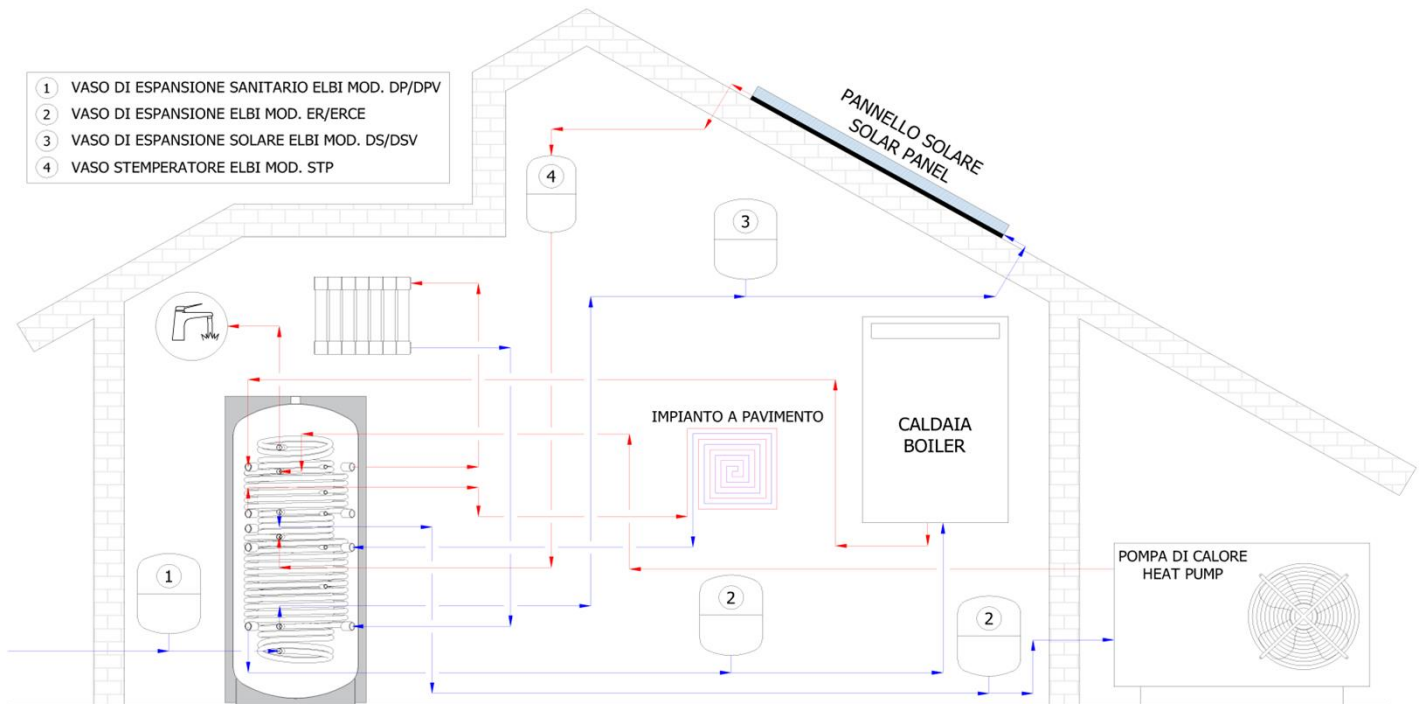 1 VASO DI ESPANSIONE SANITARIO ELBI MOD. DP/DPV
2 VASO DI ESPANSIONE ELBI MOD. ER/ERCE
3 VASO DI ESPANSIONE SOLARE ELBI MOD. DS/DSV
4 VASO STEMPERATORE ELBI MOD. STP
PANNELLO SOLARE
SOLAR PANEL
4
3
IMPIANTO A PAVIMENTO
CALDAIA
BOILER
POMPA DI CALORE
HEAT PUMP
1
2
2